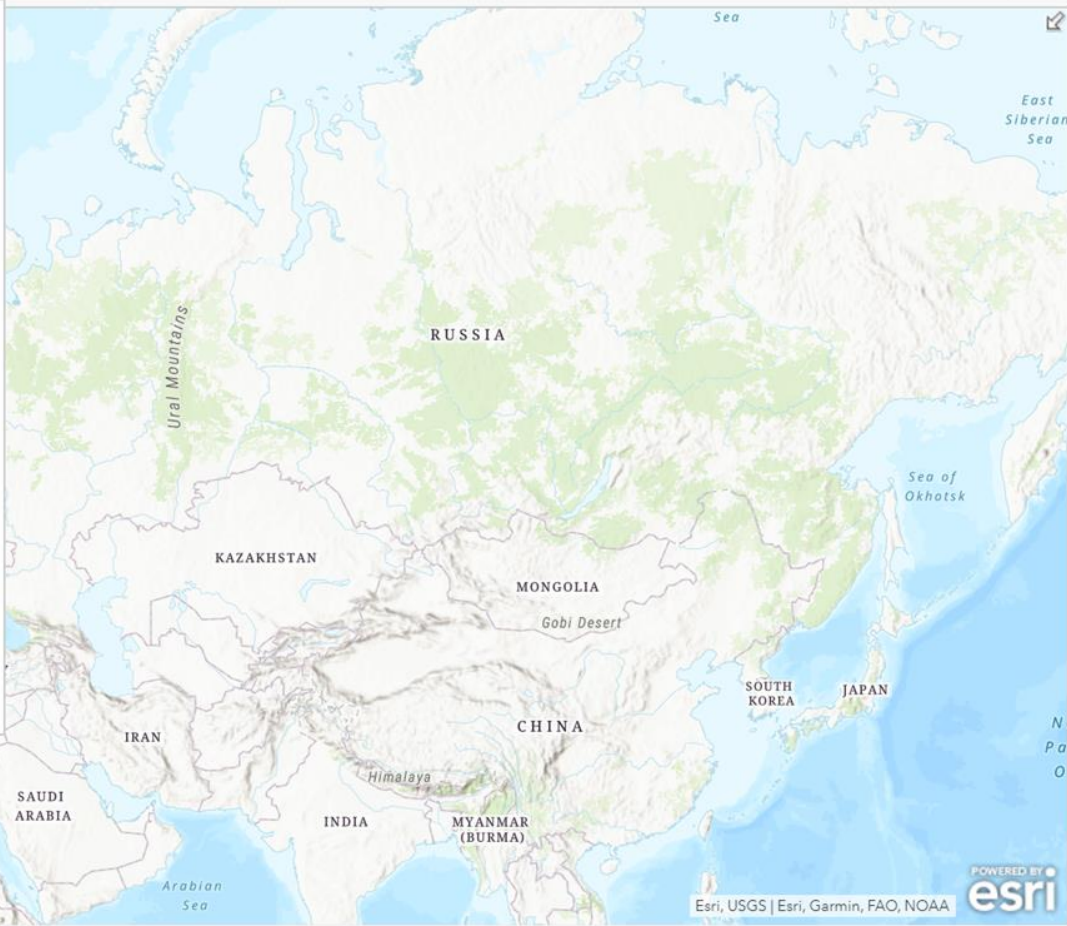 Sea
East
Siberian
Sea
Ural Mountains
RUSSIA
Sea of
Okhotsk
KAZAKHSTAN
MONGOLIA
Gobi Desert
SOUTH
KOREA
JAPAN
CHINA
N
Pa
O
IRAN
Himalaya
SAUDI
ARABIA
INDIA
MYANMAR
(BURMA)
Arabian
Sea
POWERED BY
esri
Esri, USGS | Esri, Garmin, FAO, NOAA